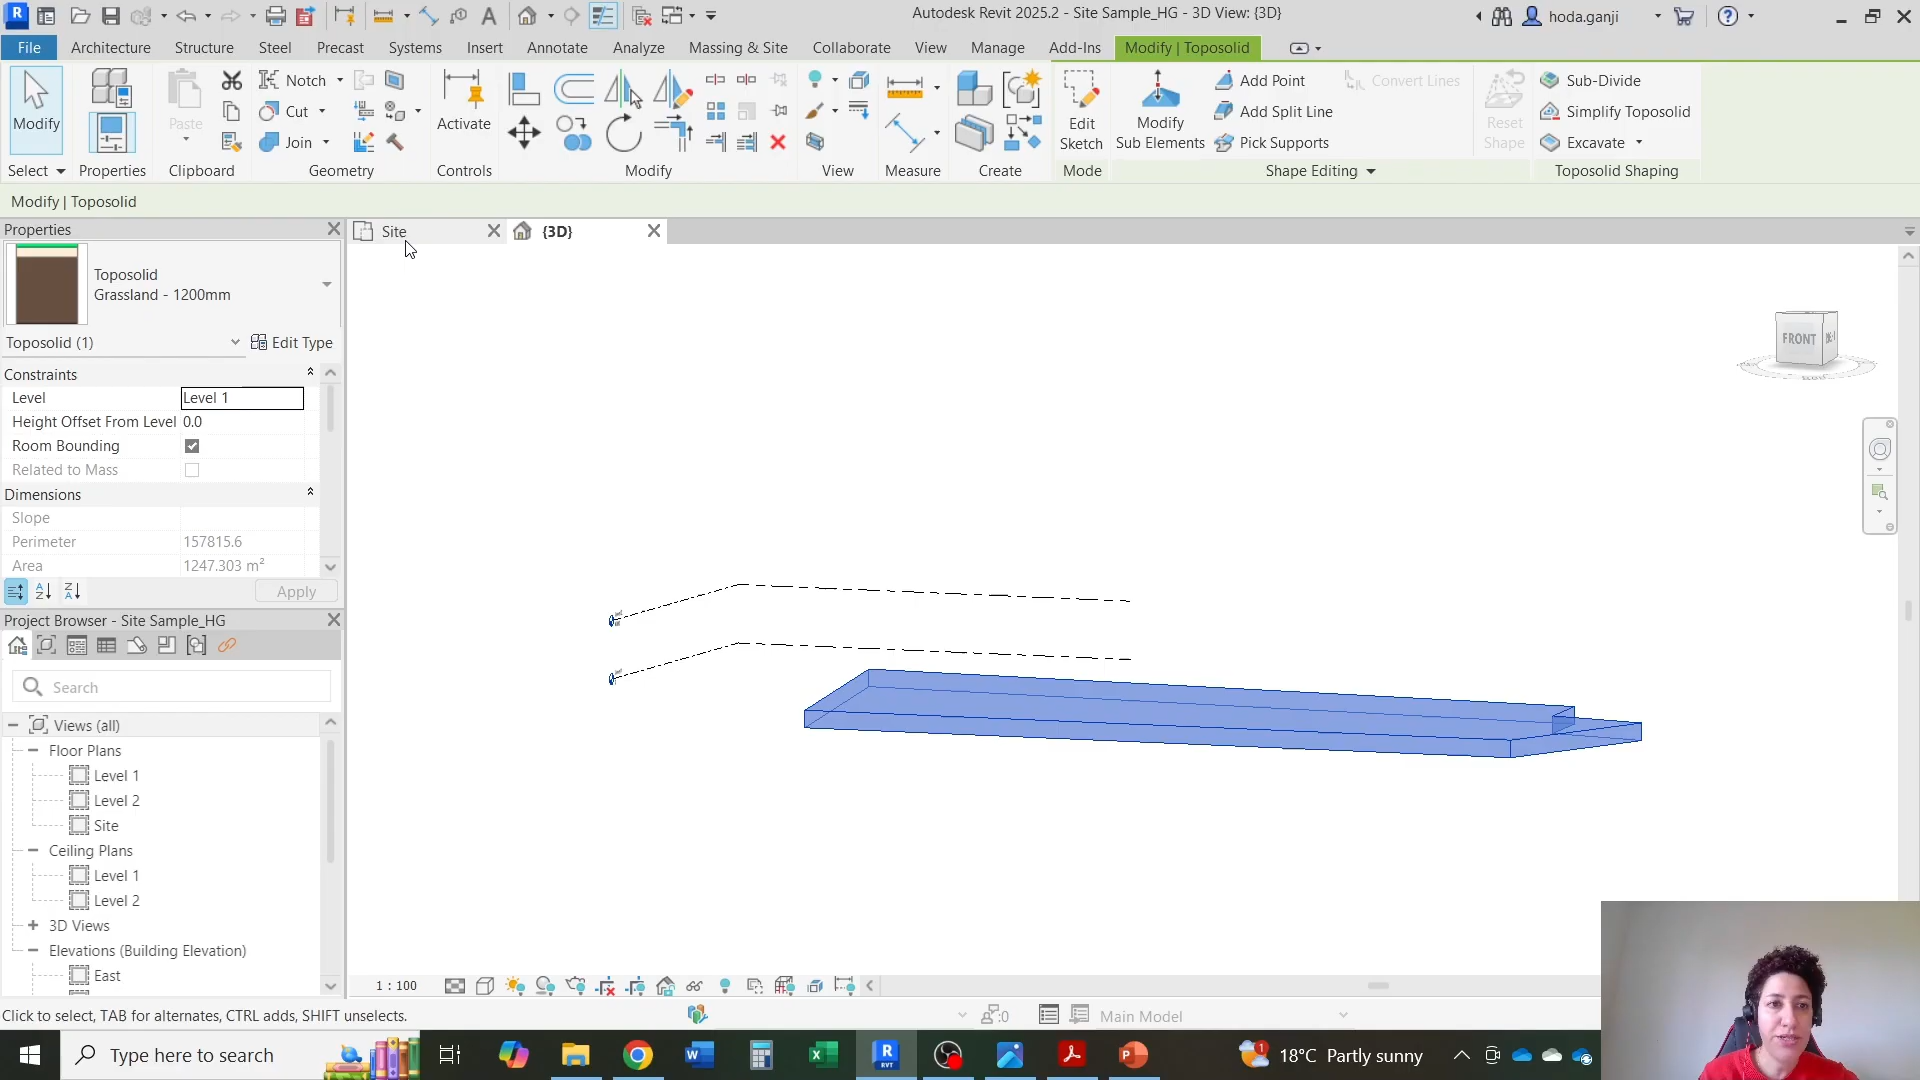 Autodesk Revit 2025.2 - Site Sample_HG - 3D View: {3D}
hoda.ganji
File Architecture Structure Steel Precast Systems Insert Annotate Analyze Massing & Site Collaborate View Manage Add-Ins Modify | Toposolid
Modify
Paste
Notch
Cut
Join
Activate
Edit Sketch
Modify Sub Elements
Add Point
Add Split Line
Pick Supports
Convert Lines
Reset Shape
Sub-Divide
Simplify Toposolid
Excavate
Select Properties Clipboard Geometry Controls Modify View Measure Create Mode Shape Editing Toposolid Shaping
Modify | Toposolid
Properties
Toposolid
Grassland - 1200mm
Toposolid (1)
Edit Type
Constraints
Level Level 1
Height Offset From Level 0.0
Room Bounding
Related to Mass
Dimensions
Slope
Perimeter 157815.6
Area 1247.303 m²
Apply
Project Browser - Site Sample_HG
Search
Views (all)
Floor Plans
Level 1
Level 2
Site
Ceiling Plans
Level 1
Level 2
3D Views
Elevations (Building Elevation)
East
Site
{3D}
FRONT
1 : 100
Click to select, TAB for alternates, CTRL adds, SHIFT unselects.
:0
Main Model
Type here to search
18°C Partly sunny